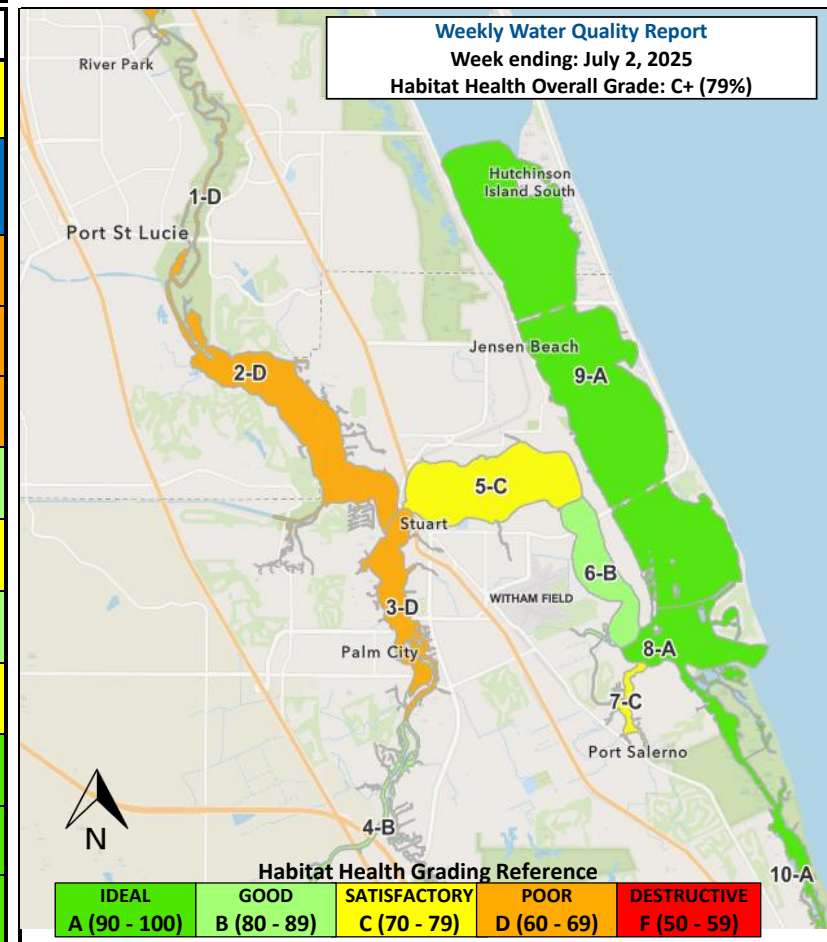 Weekly Water Quality Report
Week ending: July 2, 2025
Habitat Health Overall Grade: C+ (79%)
River Park
Hutchinson
Island South
1-D
Port St Lucie
Jensen Beach
2-D
9-A
5-C
Stuart
6-B
WITHAM FIELD
3-D
Palm City
8-A
7-C
Port Salerno
N
4-B
10-A
Habitat Health Grading Reference
IDEAL
A (90 - 100)
GOOD
B (80 - 89)
SATISFACTORY
C (70 - 79)
POOR
D (60 - 69)
DESTRUCTIVE
F (50 - 59)